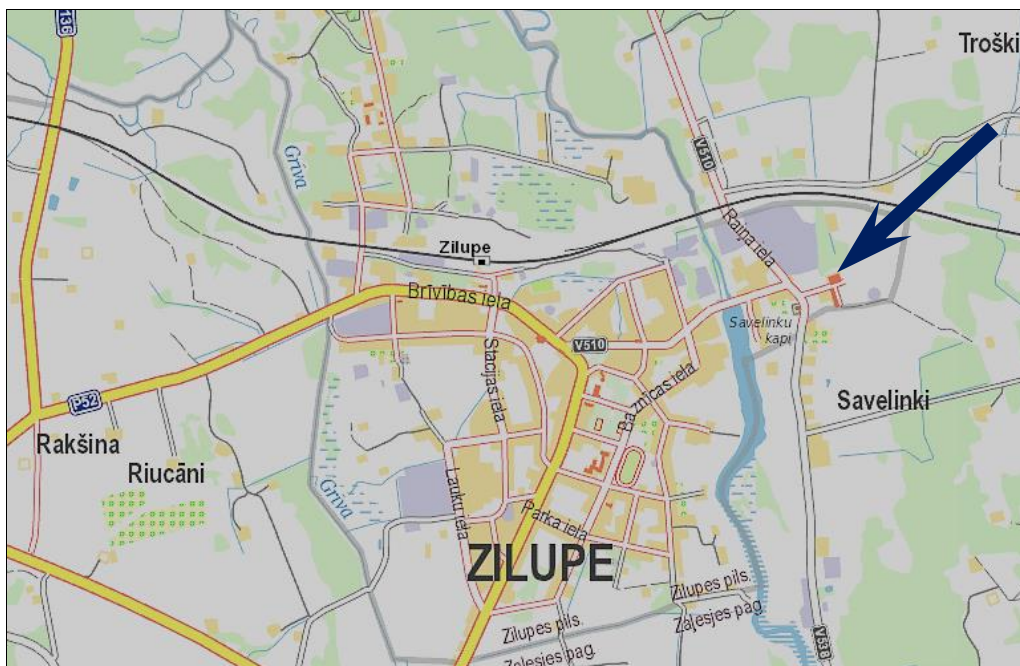 P136
Troški
Grīva
V510
Raiņa iela
Zilupe
Brīvības iela
V510
Savelinku
kapi
Stacijas iela
Baznīcas iela
P52
Savelinki
Rakšina
Riucāni
Lauku iela
Grīva
Parka iela
ZILUPE
Zilupes pils.
Zaļesjes pag.
Zilupes pils.
Zaļesjes pag.
V538